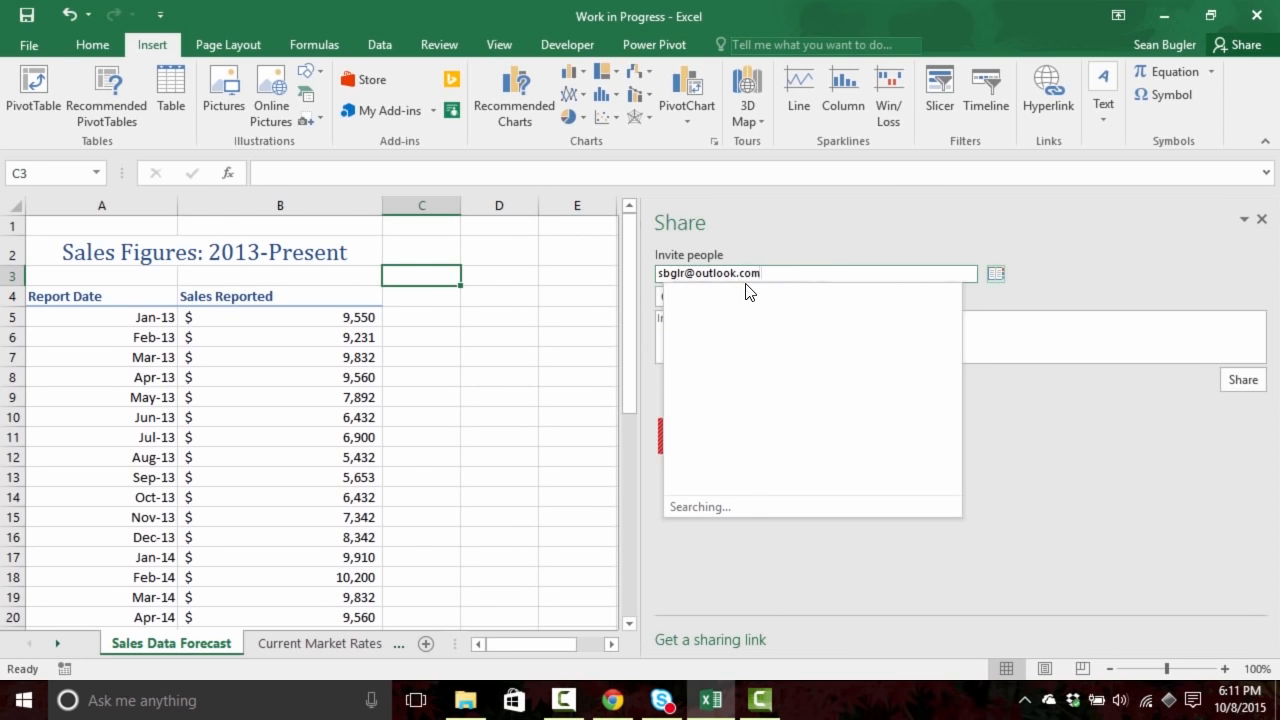 Work in Progress - Excel
File Home Insert Page Layout Formulas Data Review View Developer Power Pivot Tell me what you want to do... Sean Bugler Share
PivotTable Recommended PivotTables Table
Tables
Pictures Online Pictures
Illustrations
Store
My Add-ins
Add-ins
Recommended Charts PivotChart
Charts
3D Map
Tours
Line Column Win/Loss
Sparklines
Slicer Timeline
Filters
Hyperlink
Links
A
Text
π Equation
Ω Symbol
Symbols
C3 fx
A B C D E
1
2 Sales Figures: 2013-Present
3
4 Report Date Sales Reported
5 Jan-13 $ 9,550
6 Feb-13 $ 9,231
7 Mar-13 $ 9,832
8 Apr-13 $ 9,560
9 May-13 $ 7,892
10 Jun-13 $ 6,432
11 Jul-13 $ 6,900
12 Aug-13 $ 5,432
13 Sep-13 $ 5,653
14 Oct-13 $ 6,432
15 Nov-13 $ 7,342
16 Dec-13 $ 8,342
17 Jan-14 $ 9,910
18 Feb-14 $ 10,200
19 Mar-14 $ 9,832
20 Apr-14 $ 9,560
Share
Invite people
sbglr@outlook.com
Searching...
Share
Get a sharing link
Sales Data Forecast Current Market Rates ...
Ready 100%
Ask me anything
6:11 PM
10/8/2015